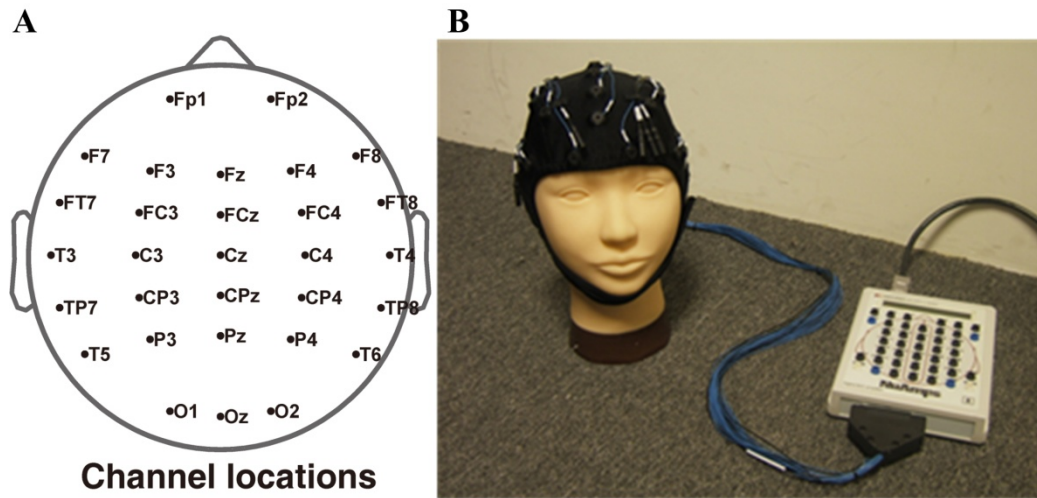 A
B
Fp1 Fp2
F7 F3 Fz F4 F8
FT7 FC3 FCz FC4 FT8
T3 C3 Cz C4 T4
TP7 CP3 CPz CP4 TP8
T5 P3 Pz P4 T6
O1 Oz O2
Channel locations